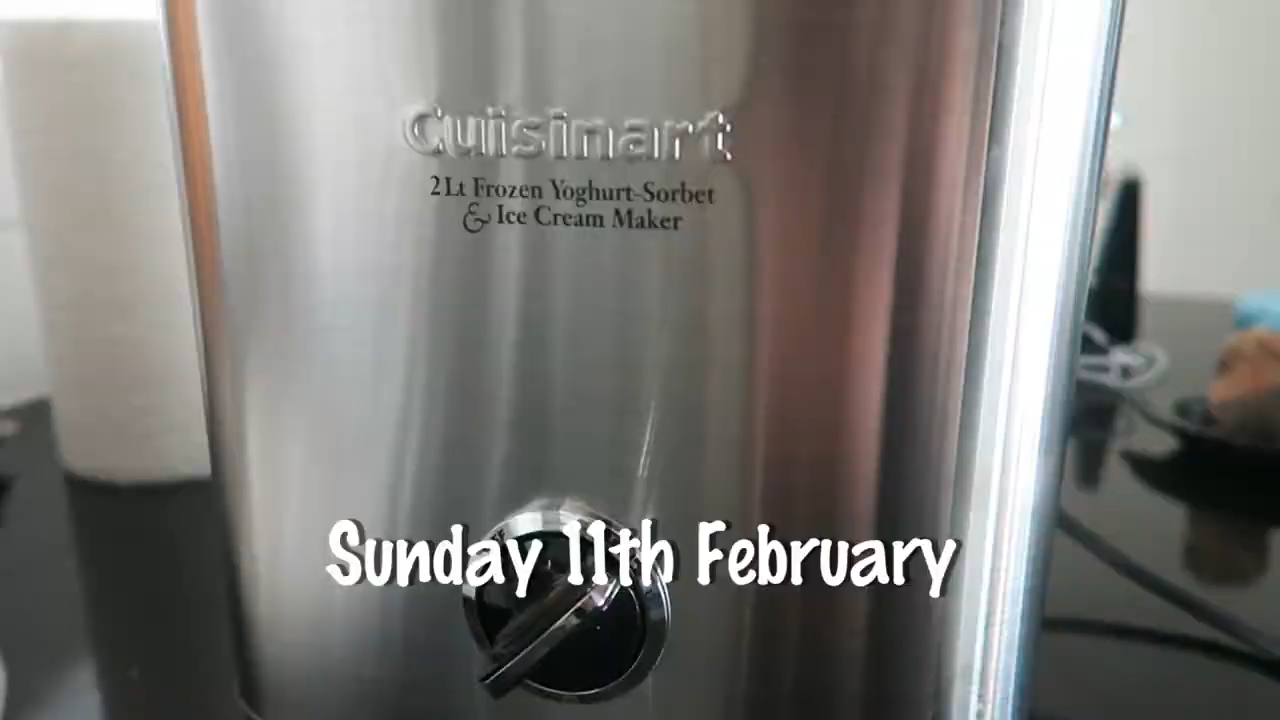 Cuisinart
2Lt Frozen Yoghurt-Sorbet
& Ice Cream Maker
Sunday 11th February